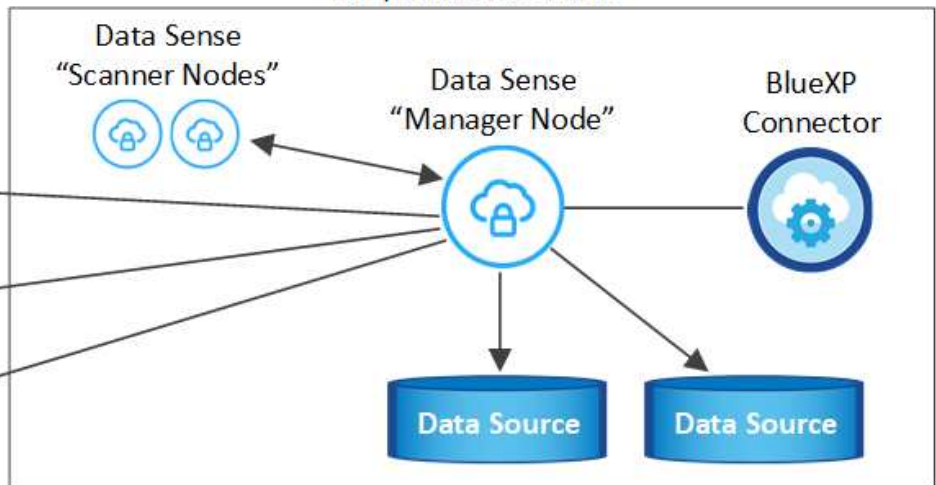 Data Sense
“Scanner Nodes”
Data Sense
“Manager Node”
BlueXP
Connector
Data Source
Data Source